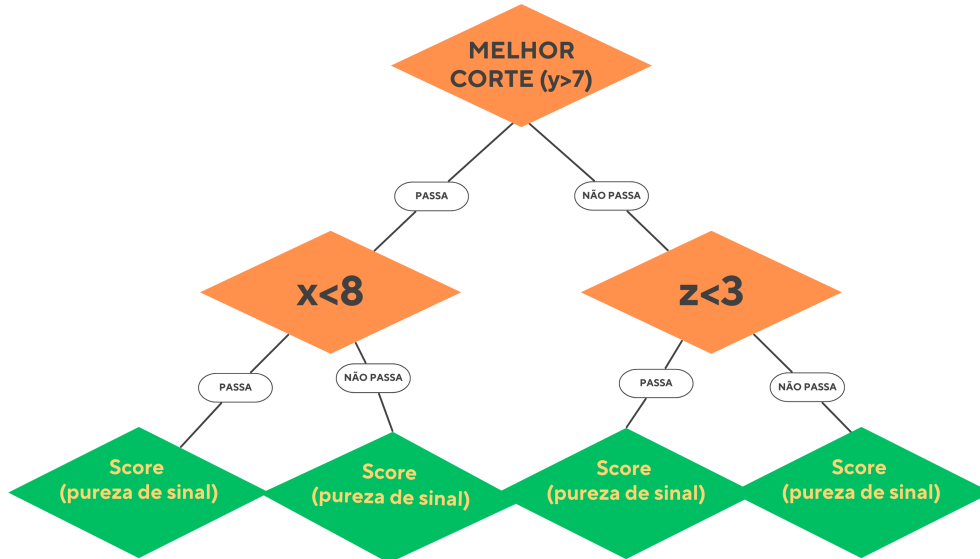 MELHOR
CORTE (y>7)
PASSA
NÃO PASSA
x<8
z<3
PASSA
NÃO PASSA
PASSA
NÃO PASSA
Score
(pureza de sinal)
Score
(pureza de sinal)
Score
(pureza de sinal)
Score
(pureza de sinal)